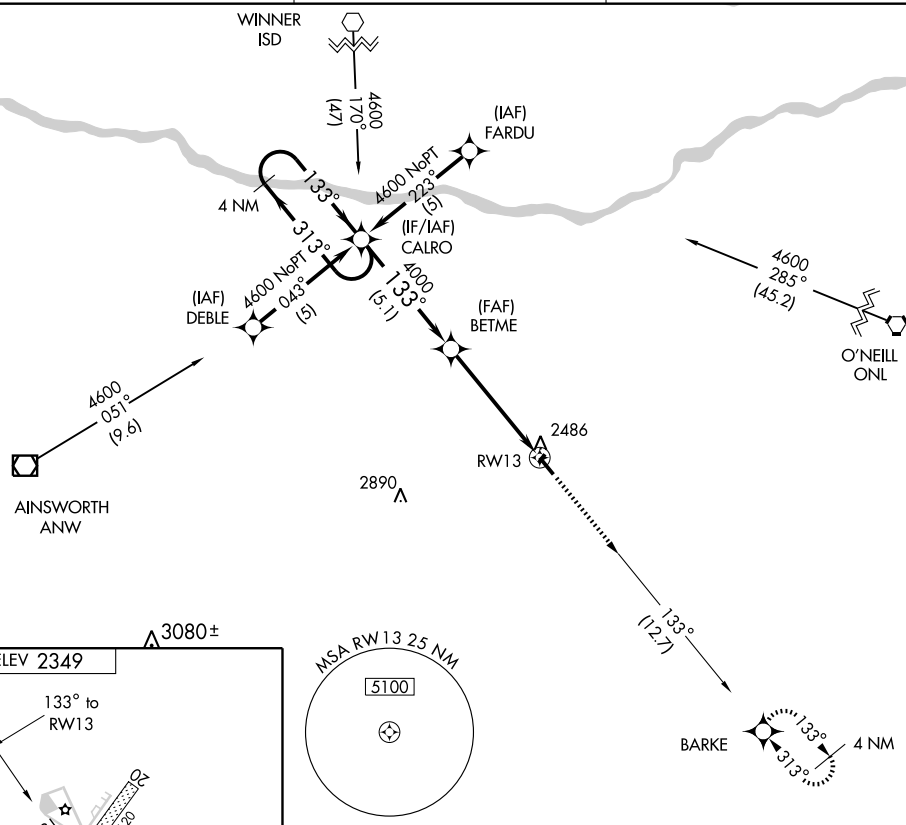 WINNER
ISD
4600
170°
(47)
(IAF)
FARDU
4600 NoPT
223°
(5)
133°
4 NM
313°
(IF/IAF)
CALRO
4600 NoPT
043°
(5)
(IAF)
DEBLE
4000
133°
(5.1)
(FAF)
BETME
4600
285°
(45.2)
O'NEILL
ONL
4600
051°
(9.6)
AINSWORTH
ANW
2486
RW13
2890
133°
(12.7)
3080±
ELEV 2349
133° to
RW13
20
MSA RW13 25 NM
5100
BARKE
133°
313°
4 NM